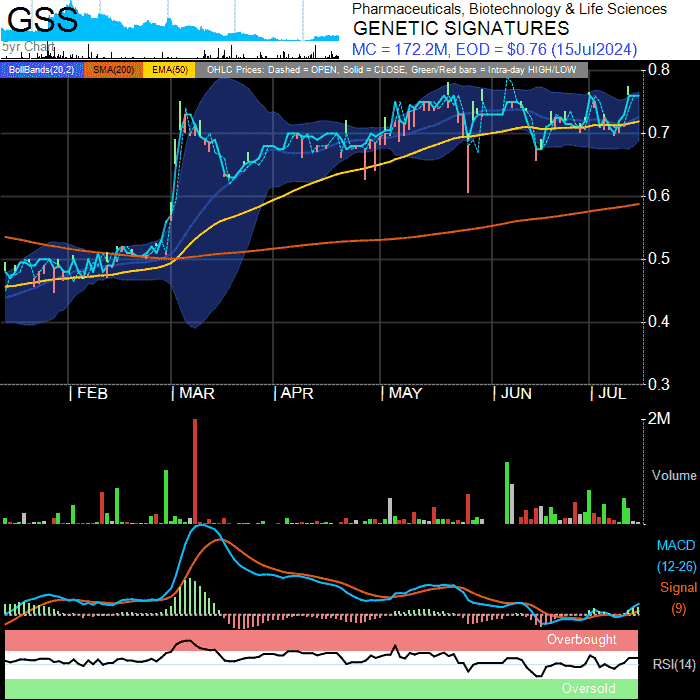 GSS
5yr Chart
Pharmaceuticals, Biotechnology & Life Sciences
GENETIC SIGNATURES
MC = 172.2M, EOD = $0.76 (15Jul2024)
BollBands(20,2) SMA(200) EMA(50) OHLC Prices: Dashed = OPEN, Solid = CLOSE, Green/Red bars = Intra-day HIGH/LOW
0.8
0.7
0.6
0.5
0.4
0.3
FEB MAR APR MAY JUN JUL
2M
Volume
MACD
(12-26)
Signal
(9)
Overbought
RSI(14)
Oversold